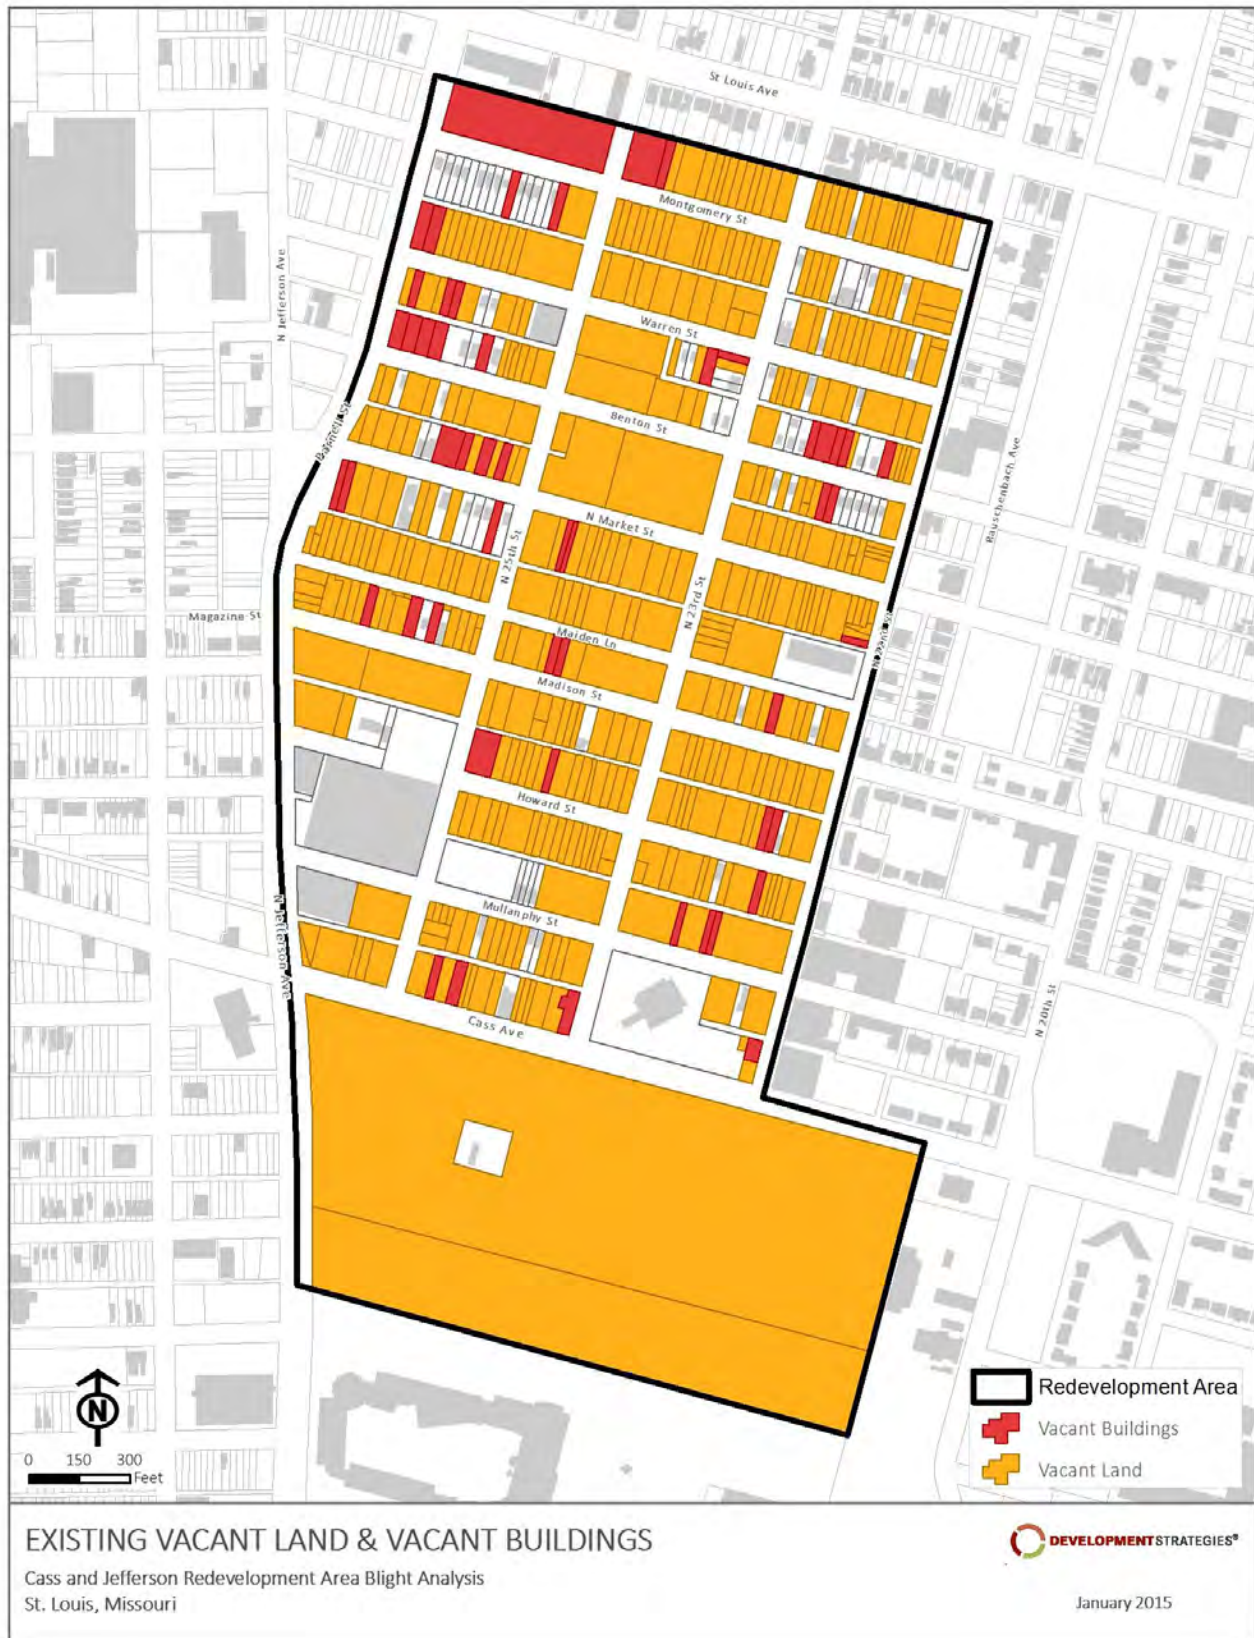 St Louis Ave
Montgomery St
N Jefferson Ave
Warren St
Benton St
Rauschenbach Ave
N Market St
N 25th St
N 23rd St
Magazine St
Maiden Ln
N 22nd St
Madison St
Howard St
Mullanphy St
N Jefferson Ave
Cass Ave
N 20th St
N
0 150 300
Feet
Redevelopment Area
Vacant Buildings
Vacant Land
EXISTING VACANT LAND & VACANT BUILDINGS
Cass and Jefferson Redevelopment Area Blight Analysis
St. Louis, Missouri
DEVELOPMENTSTRATEGIES®
January 2015